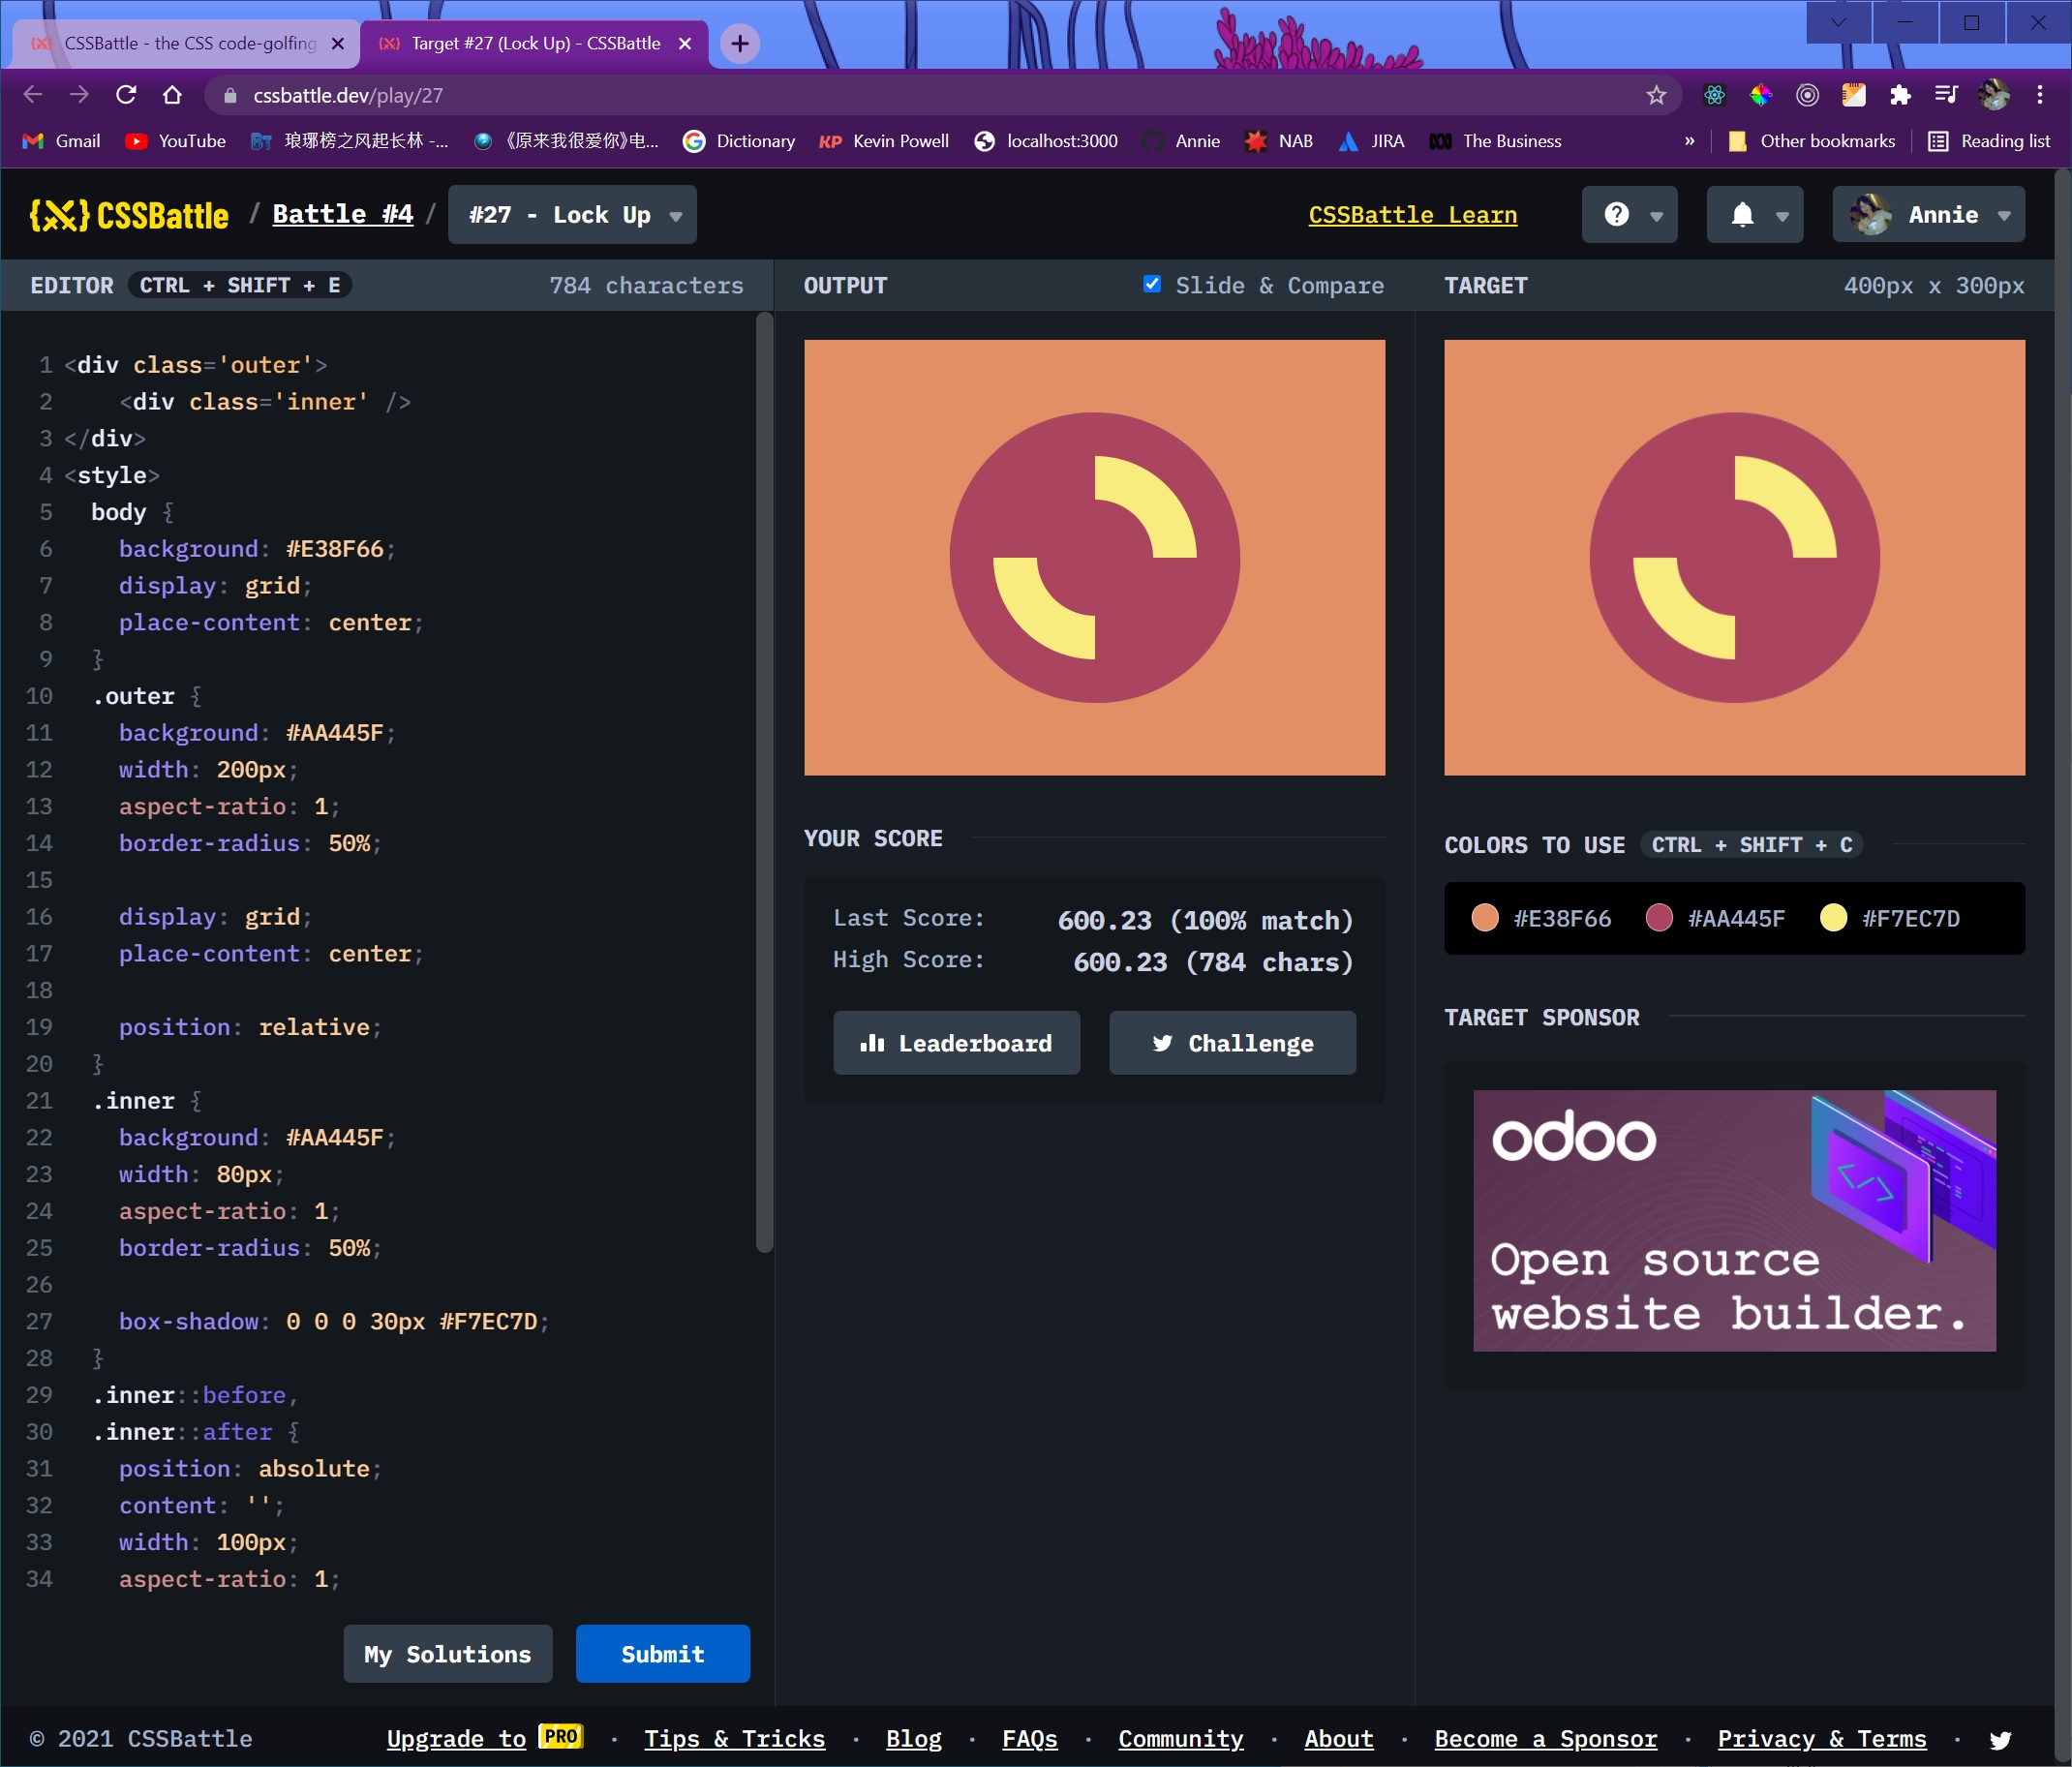 CSSBattle - the CSS code-golfing
Target #27 (Lock Up) - CSSBattle
cssbattle.dev/play/27
Gmail YouTube 琅琊榜之风起长林 -... 《原来我很爱你》电... Dictionary KP Kevin Powell localhost:3000 Annie NAB JIRA The Business » Other bookmarks Reading list
{X} CSSBattle / Battle #4 / #27 - Lock Up CSSBattle Learn ? Annie
EDITOR CTRL + SHIFT + E 784 characters
1 <div class='outer'>
2 <div class='inner' />
3 </div>
4 <style>
5 body {
6 background: #E38F66;
7 display: grid;
8 place-content: center;
9 }
10 .outer {
11 background: #AA445F;
12 width: 200px;
13 aspect-ratio: 1;
14 border-radius: 50%;
15
16 display: grid;
17 place-content: center;
18
19 position: relative;
20 }
21 .inner {
22 background: #AA445F;
23 width: 80px;
24 aspect-ratio: 1;
25 border-radius: 50%;
26
27 box-shadow: 0 0 0 30px #F7EC7D;
28 }
29 .inner::before,
30 .inner::after {
31 position: absolute;
32 content: '';
33 width: 100px;
34 aspect-ratio: 1;
My Solutions Submit
OUTPUT Slide & Compare
YOUR SCORE
Last Score: 600.23 (100% match)
High Score: 600.23 (784 chars)
Leaderboard Challenge
TARGET 400px x 300px
COLORS TO USE CTRL + SHIFT + C
#E38F66 #AA445F #F7EC7D
TARGET SPONSOR
odoo
</>
Open source
website builder.
© 2021 CSSBattle Upgrade to PRO · Tips & Tricks · Blog · FAQs · Community · About · Become a Sponsor · Privacy & Terms ·